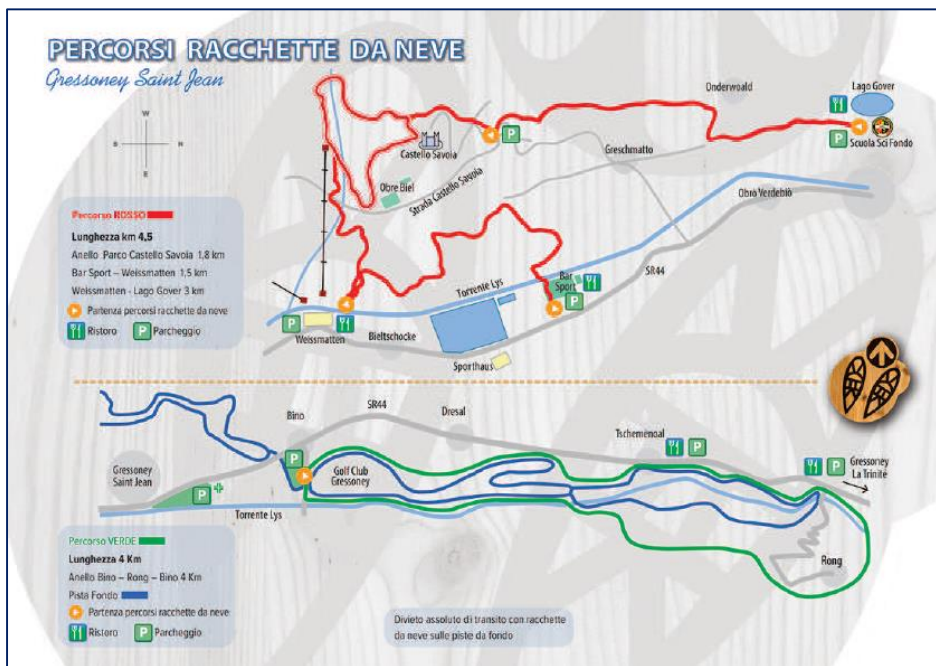 PERCORSI RACCHETTE DA NEVE
Gressoney Saint Jean
W
S N
E
Onderwoald
Lago Gover
P
Castello Savoia
P
Scuola Sci Fondo
Greschmatto
Obre Biel
Strada Castello Savoia
Obrò Verdebiò
Percorso ROSSO
Lunghezza km 4,5
Anello Parco Castello Savoia 1,8 km
Bar Sport – Weissmatten 1,5 km
Weissmatten - Lago Gover 3 km
Partenza percorsi racchette da neve
Ristoro P Parcheggio
SR44
Bar Sport
P
Torrente Lys
P
Weissmatten
Bieltschocke
Sporthaus
Bino
SR44
Dresal
Tschemenoal
P
P
Gressoney
La Trinitè
P
Golf Club
Gressoney
Gressoney
Saint Jean
P
Torrente Lys
Rong
Percorso VERDE
Lunghezza 4 Km
Anello Bino – Rong – Bino 4 Km
Pista Fondo
Partenza percorsi racchette da neve
Ristoro P Parcheggio
Divieto assoluto di transito con racchette
da neve sulle piste da fondo